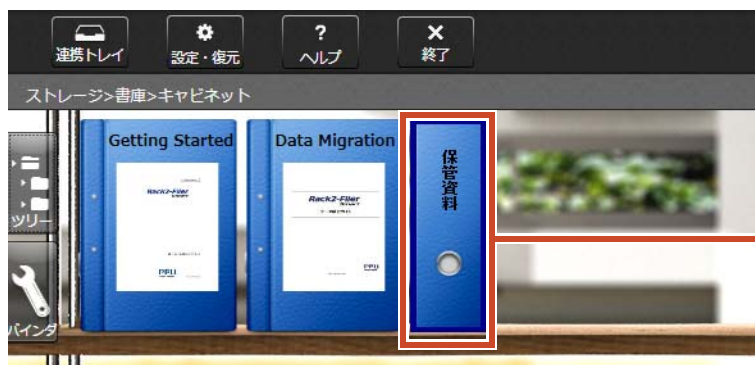 連携トレイ
設定・復元
?
ヘルプ
終了
ストレージ>書庫>キャビネット
ツリー
バインダ
Getting Started
Rack2-Filer
PFU
Data Migration
Rack2-Filer
PFU
保管資料